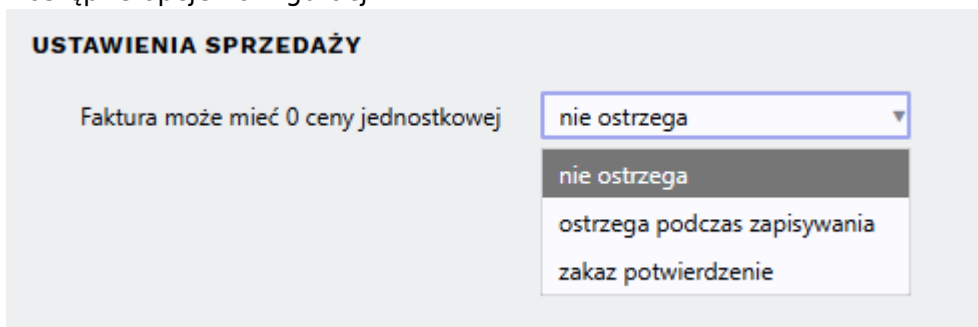 USTAWIENIA SPRZEDAŻY
Faktura może mieć 0 ceny jednostkowej nie ostrzega
nie ostrzega
ostrzega podczas zapisywania
zakaz potwierdzenie